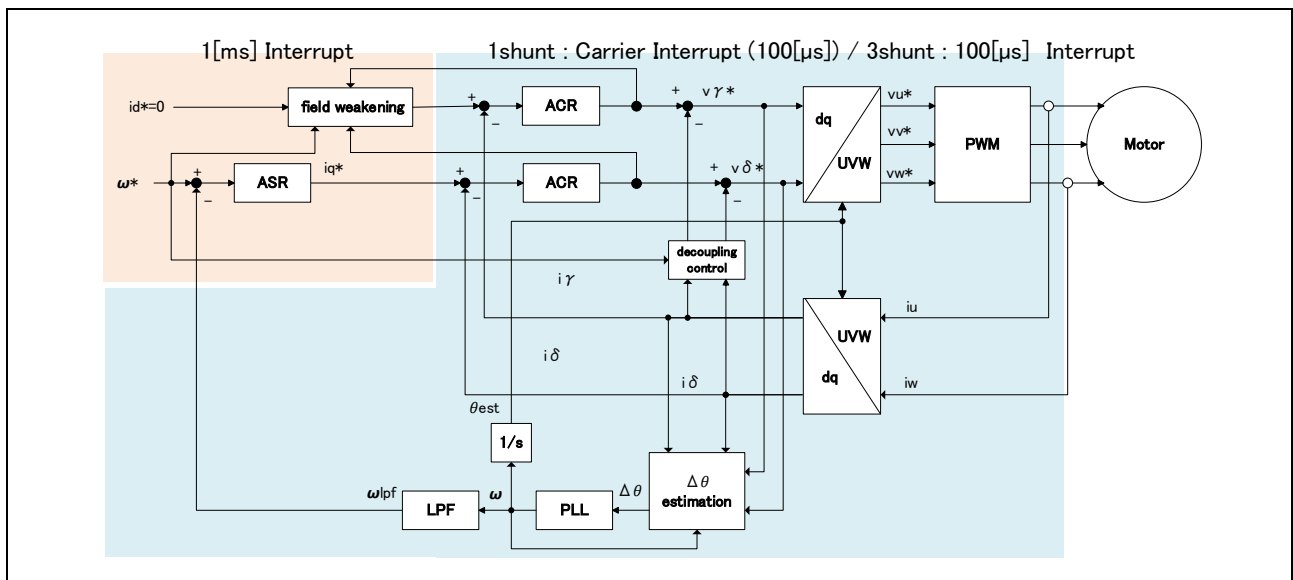 1[ms] Interrupt
1shunt : Carrier Interrupt (100[μs]) / 3shunt : 100[μs] Interrupt
id*=0
field weakening
+
−
ACR
+
−
vγ*
dq
UVW
vu*
vv*
vw*
PWM
Motor
ω*
+
−
ASR
iq*
+
−
ACR
+
−
vδ*
decoupling
control
iγ
iδ
iδ
UVW
dq
iu
iw
θest
1/s
ωlpf
LPF
ω
PLL
Δθ
Δθ
estimation